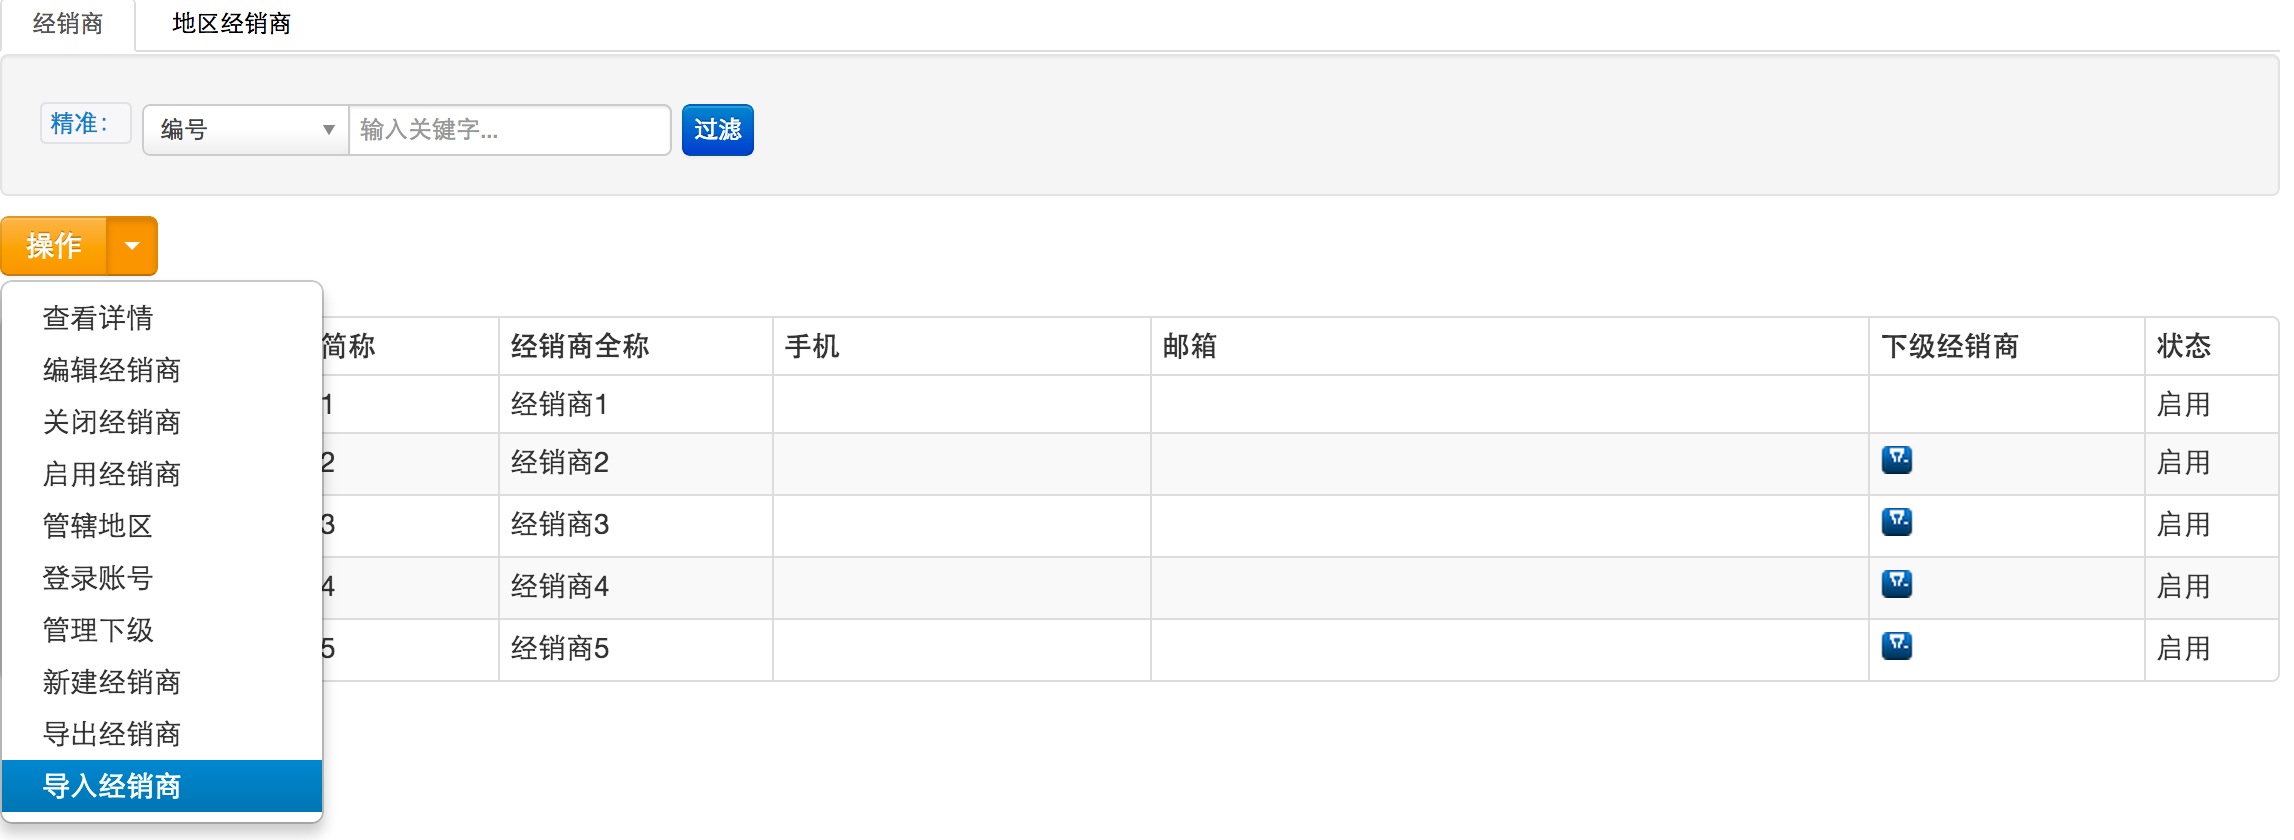 经销商 地区经销商
精准： 编号 输入关键字... 过滤
操作
查看详情
编辑经销商
关闭经销商
启用经销商
管辖地区
登录账号
管理下级
新建经销商
导出经销商
导入经销商
简称 经销商全称 手机 邮箱 下级经销商 状态
1 经销商1 启用
2 经销商2 启用
3 经销商3 启用
4 经销商4 启用
5 经销商5 启用